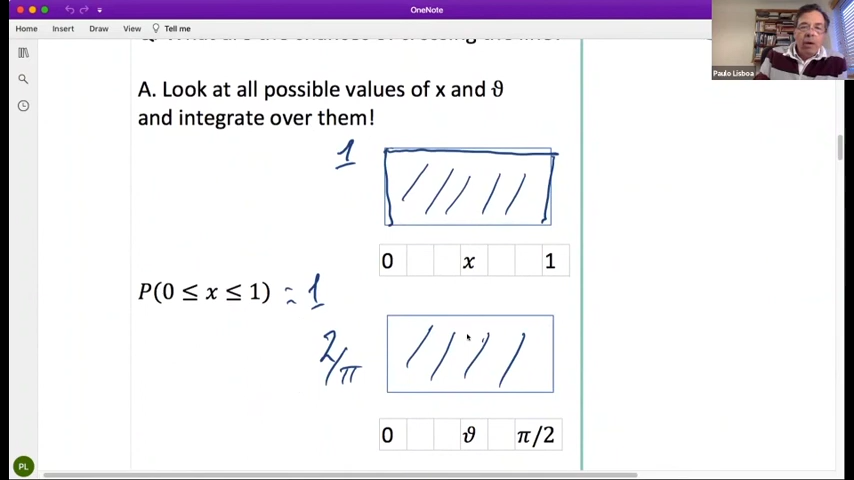 OneNote
Home Insert Draw View Tell me
Paulo Lisboa
A. Look at all possible values of x and ϑ
and integrate over them!
1
0 x 1
P(0 ≤ x ≤ 1) = 1
2/π
0 ϑ π/2
PL